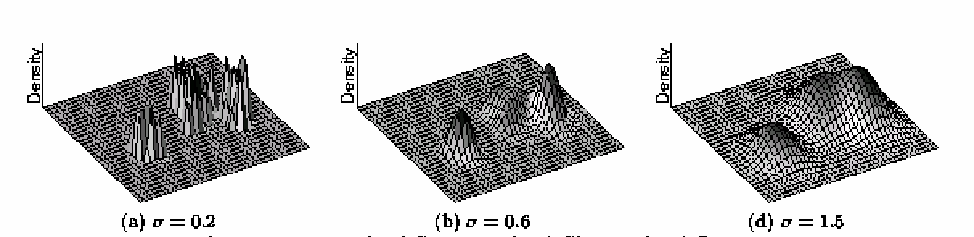 Density
Density
Density
(a) σ = 0.2
(b) σ = 0.6
(d) σ = 1.5